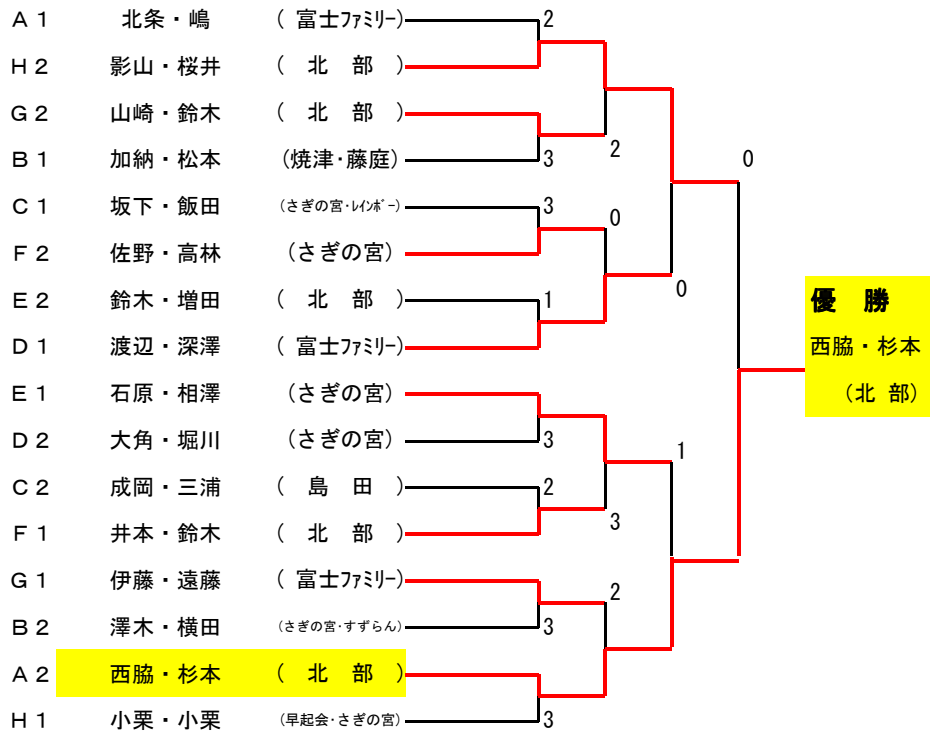 Ａ１ 北条・嶋 ( 富士ﾌｧﾐﾘｰ) 2
Ｈ２ 影山・桜井 ( 北 部 )
Ｇ２ 山崎・鈴木 ( 北 部 )
2
0
Ｂ１ 加納・松本 (焼津・藤庭) 3
Ｃ１ 坂下・飯田 (さぎの宮・ﾚｲﾝﾎﾞｰ) 3
0
Ｆ２ 佐野・高林 (さぎの宮)
0
Ｅ２ 鈴木・増田 ( 北 部 ) 1
優 勝
Ｄ１ 渡辺・深澤 ( 富士ﾌｧﾐﾘｰ)
西脇・杉本
Ｅ１ 石原・相澤 (さぎの宮)
(北 部)
Ｄ２ 大角・堀川 (さぎの宮) 3
1
Ｃ２ 成岡・三浦 ( 島 田 ) 2
3
Ｆ１ 井本・鈴木 ( 北 部 )
Ｇ１ 伊藤・遠藤 ( 富士ﾌｧﾐﾘｰ)
2
Ｂ２ 澤木・横田 (さぎの宮・すずらん) 3
Ａ２ 西脇・杉本 ( 北 部 )
Ｈ１ 小栗・小栗 (早起会・さぎの宮) 3